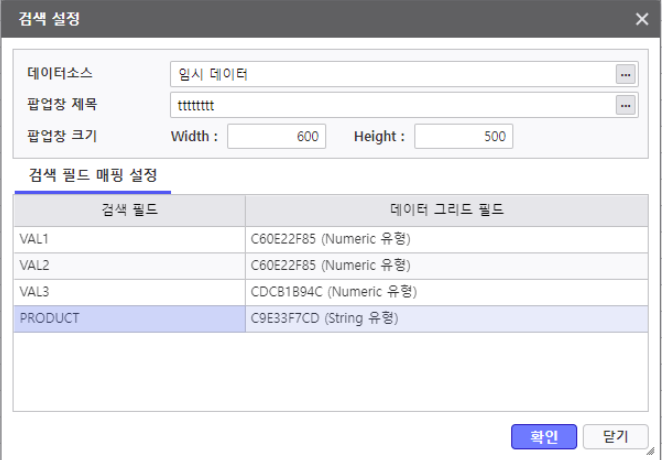 검색 설정
데이터소스 임시 데이터 ...
팝업창 제목 tttttttt ...
팝업창 크기 Width : 600 Height : 500
검색 필드 매핑 설정
검색 필드 데이터 그리드 필드
VAL1 C60E22F85 (Numeric 유형)
VAL2 C60E22F85 (Numeric 유형)
VAL3 CDCB1B94C (Numeric 유형)
PRODUCT C9E33F7CD (String 유형)
확인 닫기